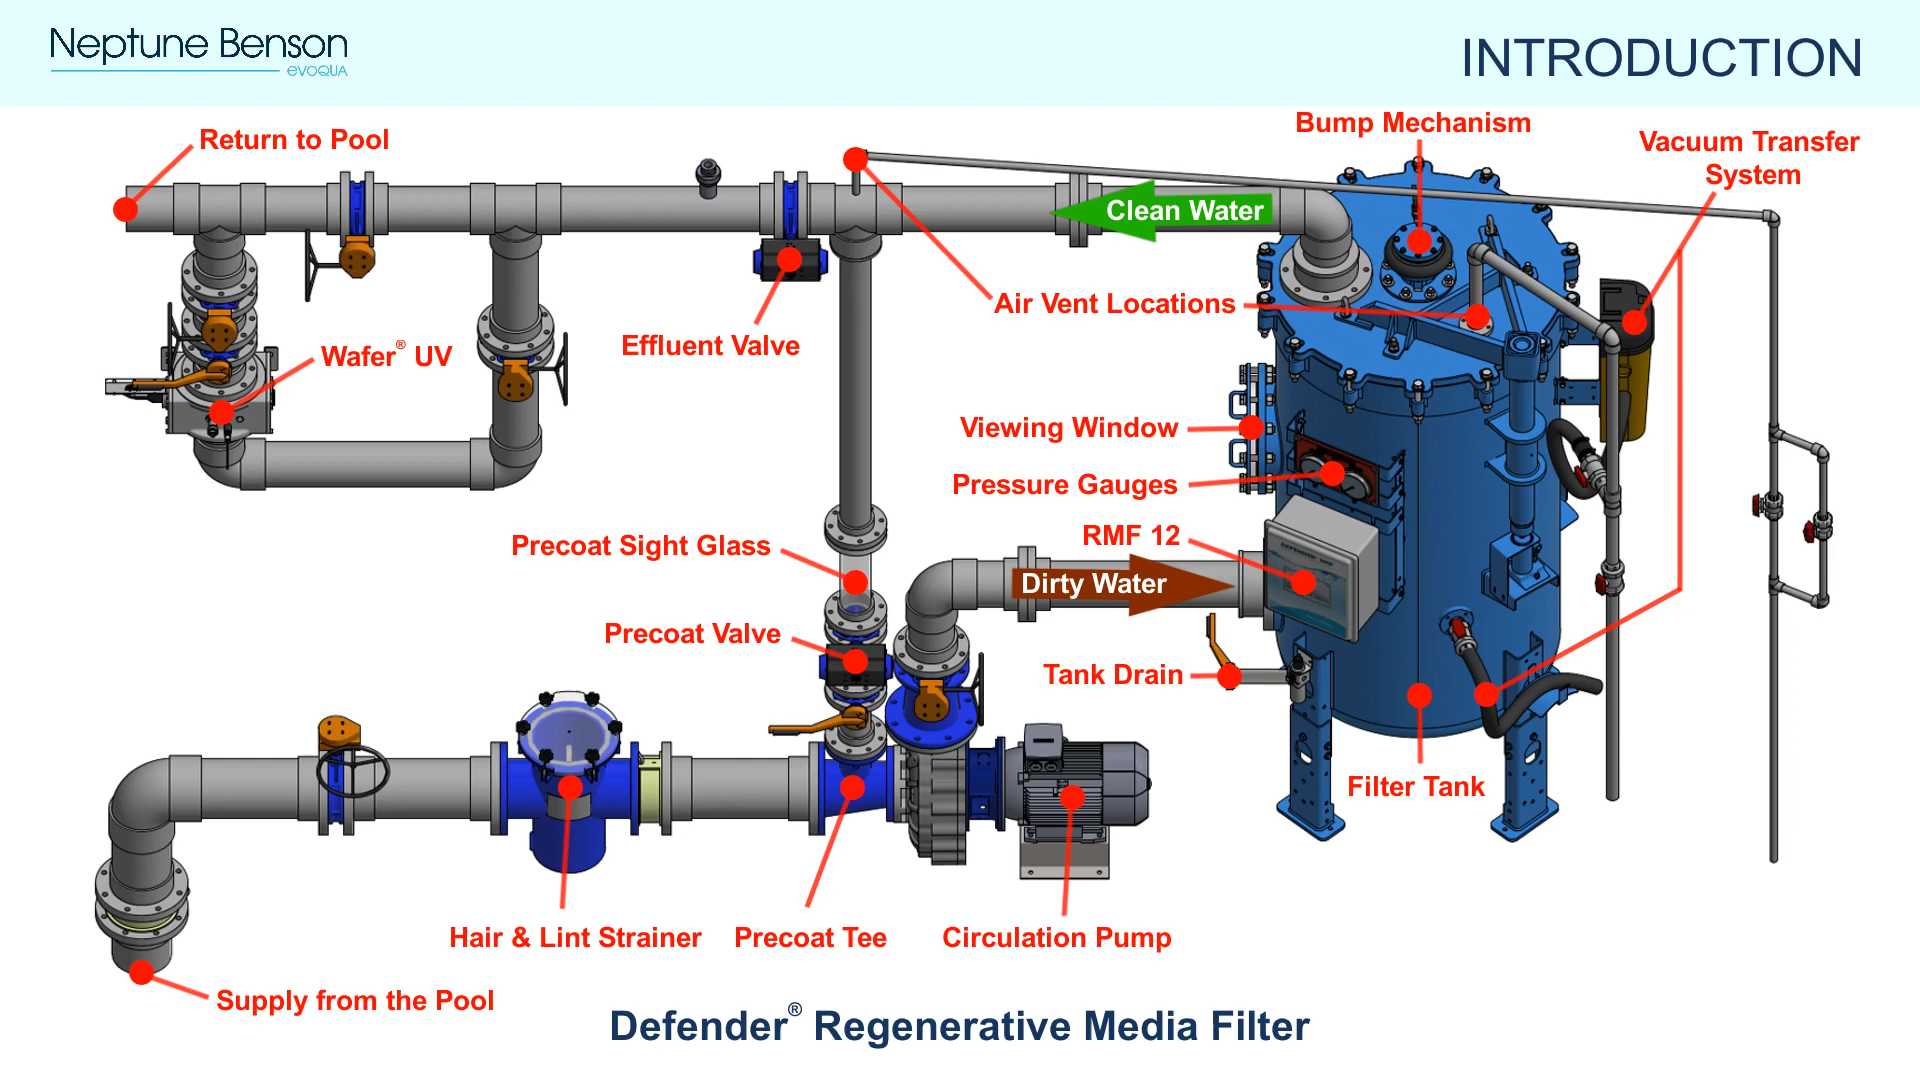 Neptune Benson
evoqua
INTRODUCTION
Bump Mechanism
Return to Pool
Vacuum Transfer
System
Clean Water
Air Vent Locations
Effluent Valve
Wafer® UV
Viewing Window
Pressure Gauges
RMF 12
Precoat Sight Glass
Dirty Water
Precoat Valve
Tank Drain
Filter Tank
Hair & Lint Strainer
Precoat Tee
Circulation Pump
Supply from the Pool
Defender® Regenerative Media Filter